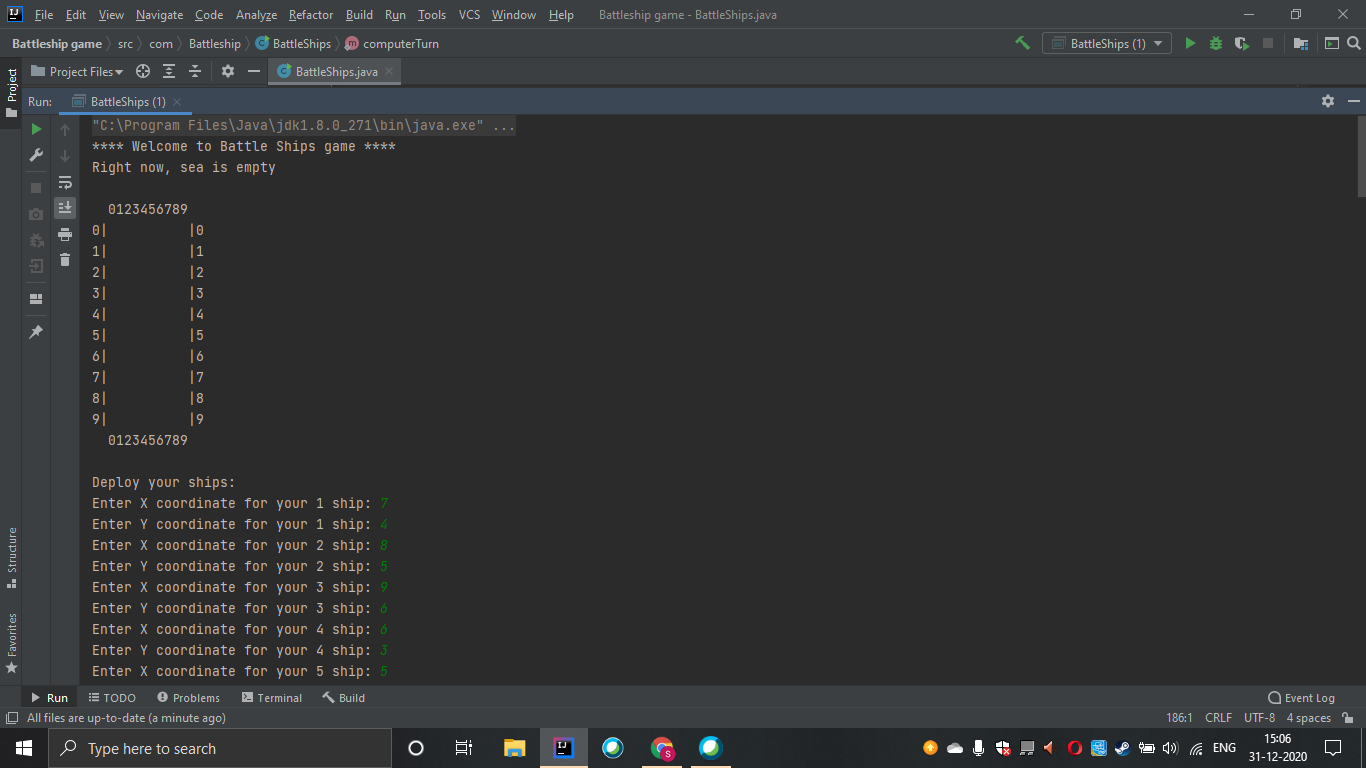 File Edit View Navigate Code Analyze Refactor Build Run Tools VCS Window Help Battleship game - BattleShips.java
Battleship game src com Battleship BattleShips computerTurn BattleShips (1)
Project Project Files BattleShips.java
Run: BattleShips (1)
"C:\Program Files\Java\jdk1.8.0_271\bin\java.exe" ...
**** Welcome to Battle Ships game ****
Right now, sea is empty
  0123456789
0|          |0
1|          |1
2|          |2
3|          |3
4|          |4
5|          |5
6|          |6
7|          |7
8|          |8
9|          |9
  0123456789
Deploy your ships:
Enter X coordinate for your 1 ship: 7
Enter Y coordinate for your 1 ship: 4
Enter X coordinate for your 2 ship: 8
Enter Y coordinate for your 2 ship: 5
Enter X coordinate for your 3 ship: 9
Enter Y coordinate for your 3 ship: 6
Enter X coordinate for your 4 ship: 6
Enter Y coordinate for your 4 ship: 3
Enter X coordinate for your 5 ship: 5
Structure
Favorites
Run TODO Problems Terminal Build Event Log
All files are up-to-date (a minute ago) 186:1 CRLF UTF-8 4 spaces
Type here to search ENG 15:06
31-12-2020